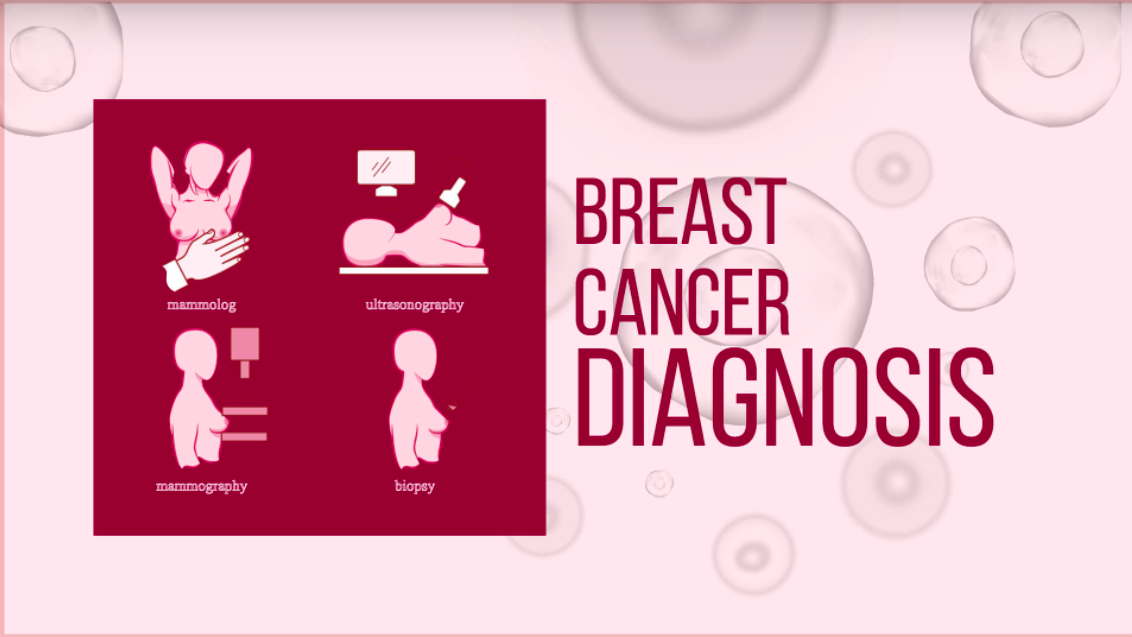 mammolog
ultrasonography
mammography
biopsy
BREAST
CANCER
DIAGNOSIS